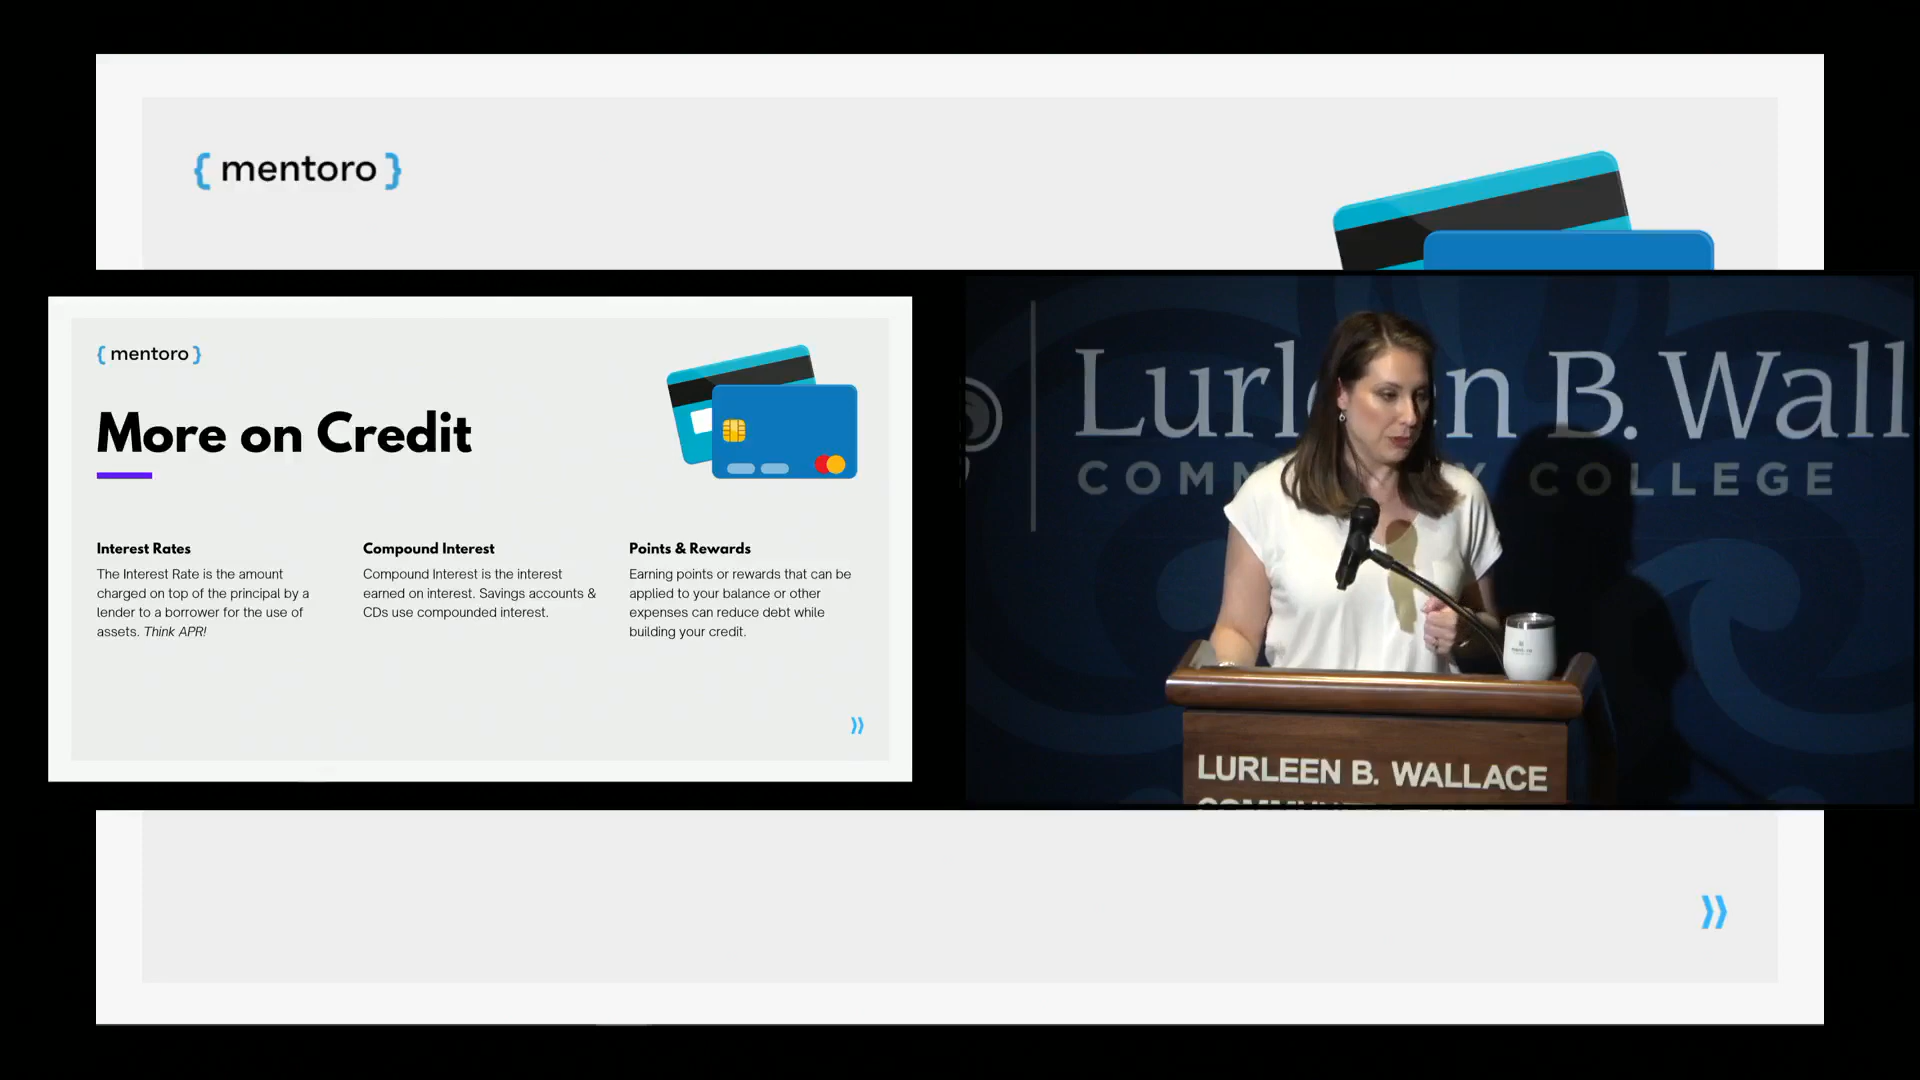 { mentoro }
{ mentoro }
More on Credit
Interest Rates
The Interest Rate is the amount
charged on top of the principal by a
lender to a borrower for the use of
assets. Think APR!
Compound Interest
Compound Interest is the interest
earned on interest. Savings accounts &
CDs use compounded interest.
Points & Rewards
Earning points or rewards that can be
applied to your balance or other
expenses can reduce debt while
building your credit.
Lurleen B. Wall
COLLEGE
LURLEEN B. WALLACE